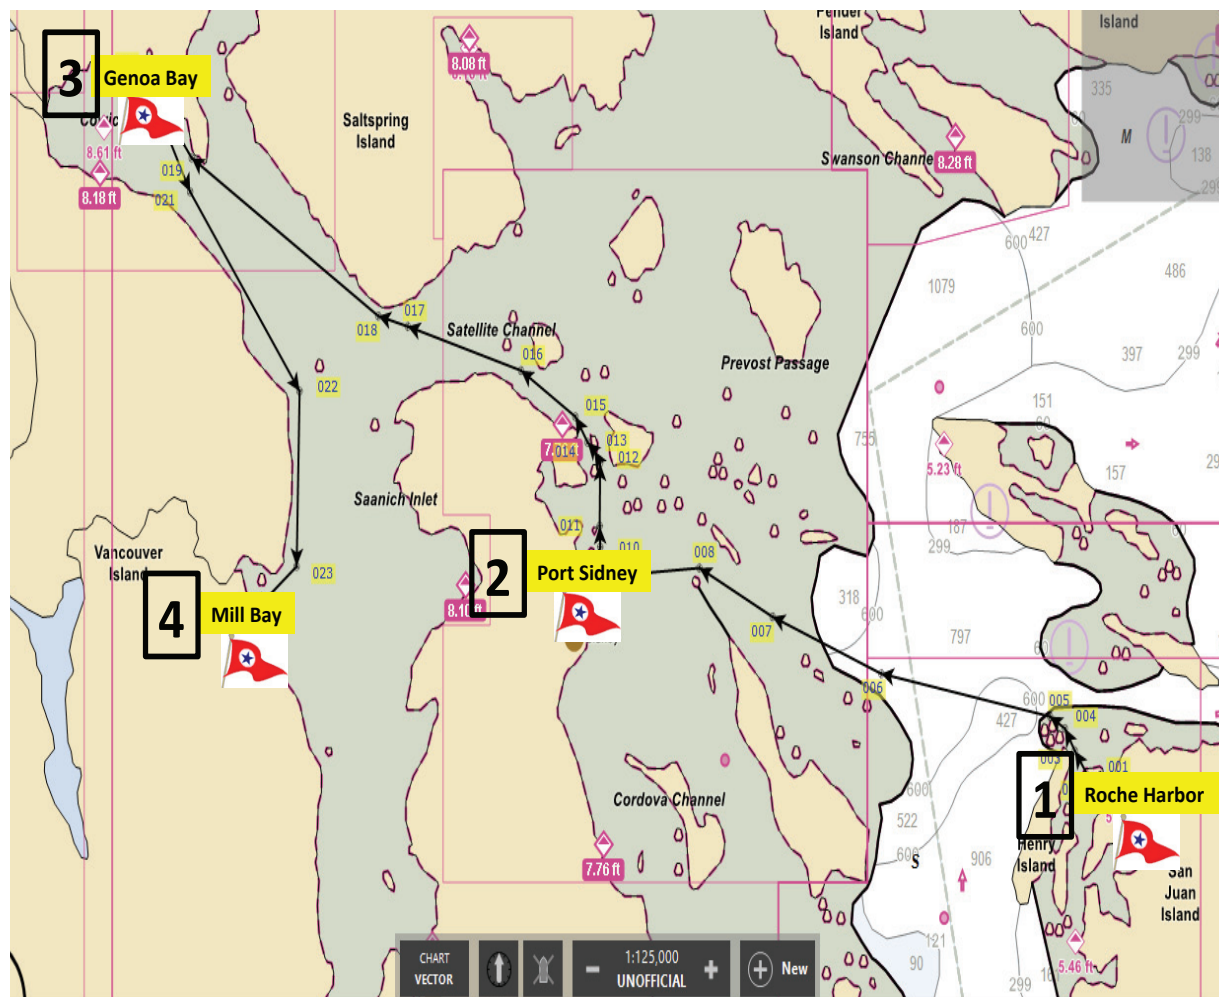 Island
Pender
Island
3
Genoa Bay
8.08 ft
335
299
138
M
Saltspring
Island
8.61 ft
8.18 ft
Swanson Channe
8.28 ft
019
021
427
600
1079
486
600
397
299
017
018
Satellite Channel
016
Prevost Passage
022
015
151
60
013
014
012
755
5.23 ft
157
187
299
Saanich Inlet
011
010
008
Vancouver
Island
023
2
Port Sidney
8.10 ft
318
600
797
007
4
Mill Bay
006
600
427
005
004
003
001
1
Roche Harbor
Cordova Channel
600
522
600
906
S
Henry
Island
San
Juan
Island
7.76 ft
121
90
299
5.46 ft
CHART
VECTOR
1:125,000
UNOFFICIAL
New